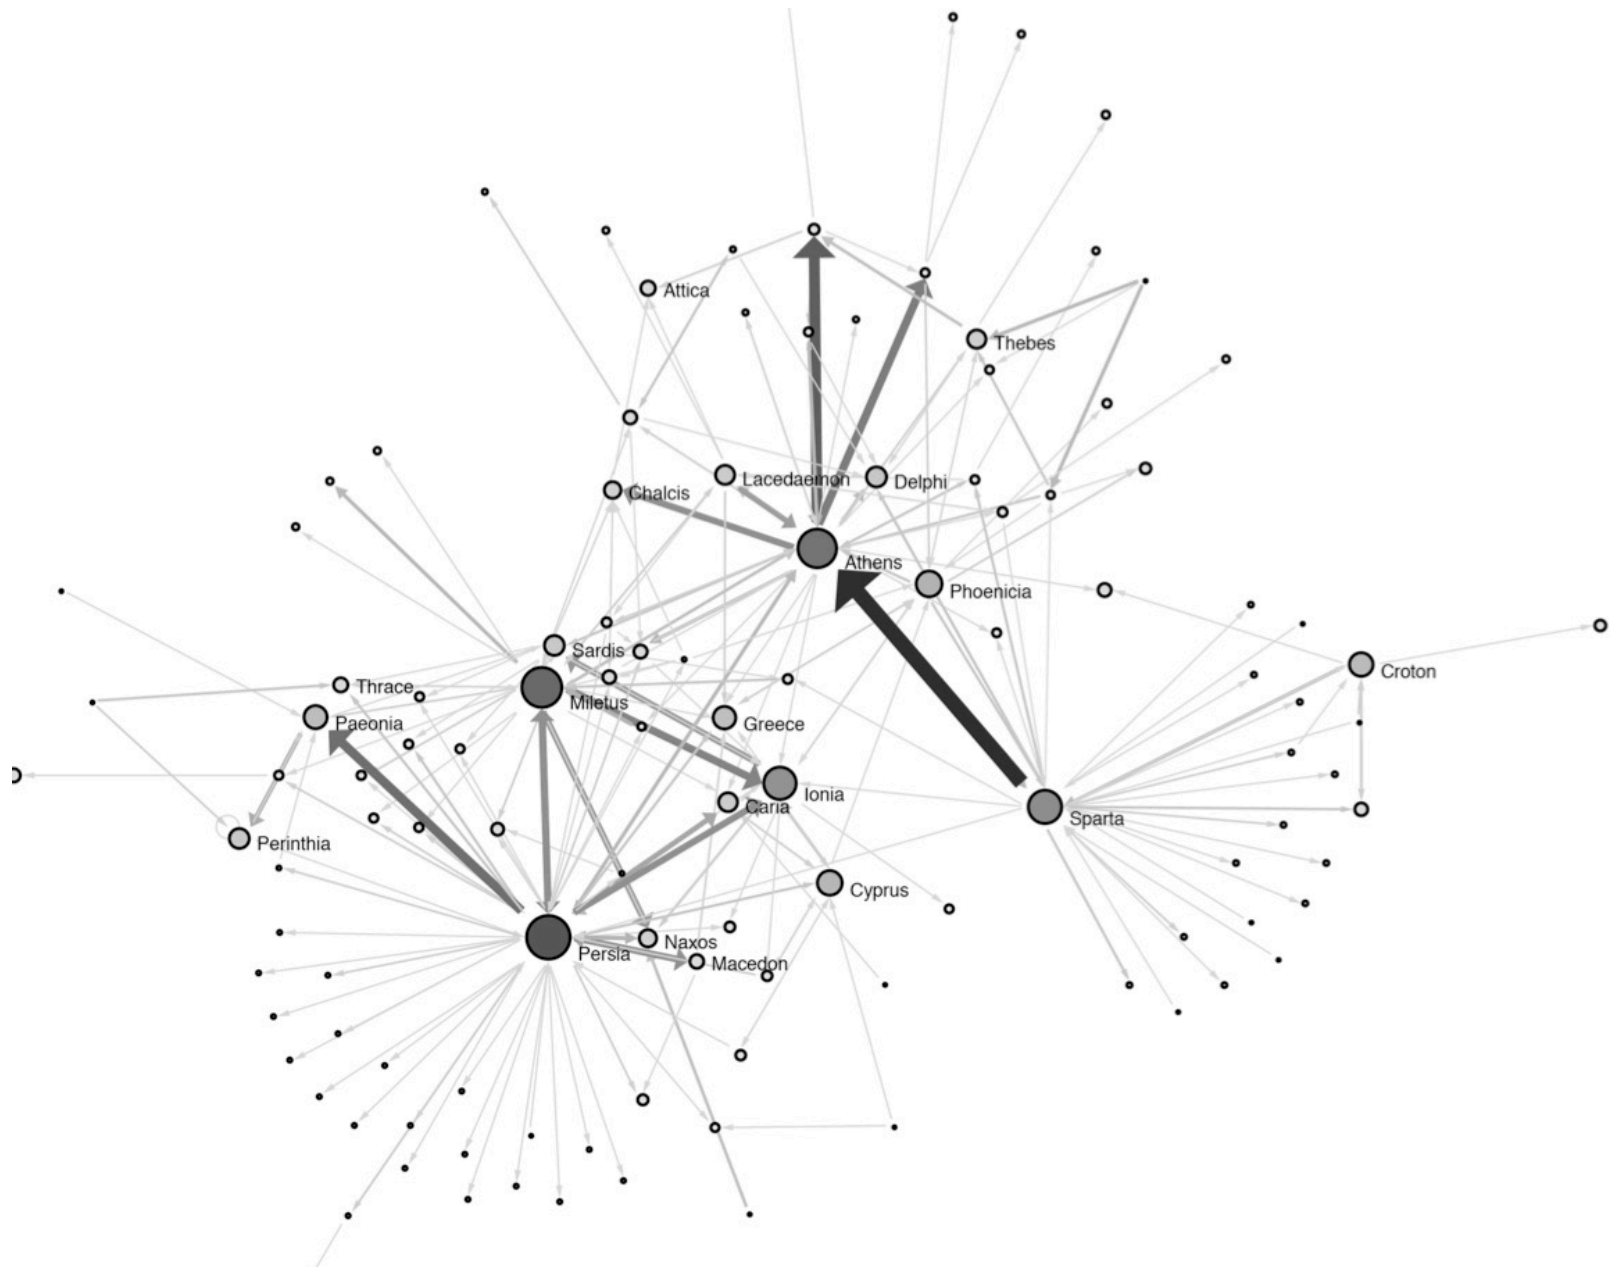 Attica
Thebes
Lacedaemon
Delphi
Chalcis
Athens
Phoenicia
Sardis
Croton
Thrace
Miletus
Paeonia
Greece
Ionia
Caria
Sparta
Perinthia
Cyprus
Naxos
Persia
Macedon